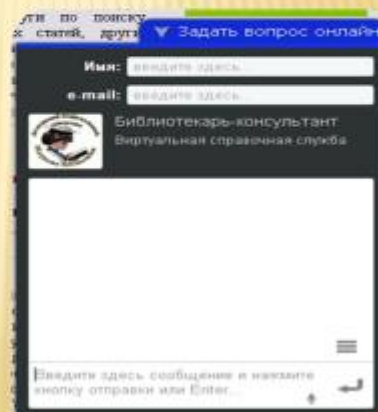 ги по поиску
х статей, други
Задать вопрос онлайн
Имя: введите здесь...
e-mail: введите здесь...
Библиотекарь-консультант
Виртуальная справочная служба
Введите здесь сообщение и нажмите
кнопку отправки или Enter...